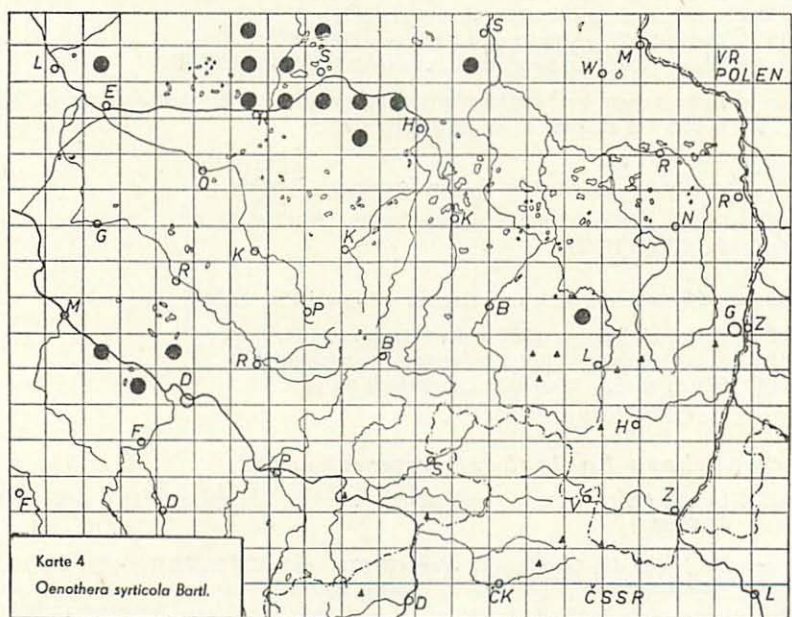 S
L
S
W
M
VR
POLEN
E
R
H
R
O
R
K
N
G
K
K
R
P
B
G
Z
M
R
B
L
D
F
H
P
S
F
D
V
Z
Karte 4
Oenothera syrticola Bartl.
D
ČK
ČSSR
L